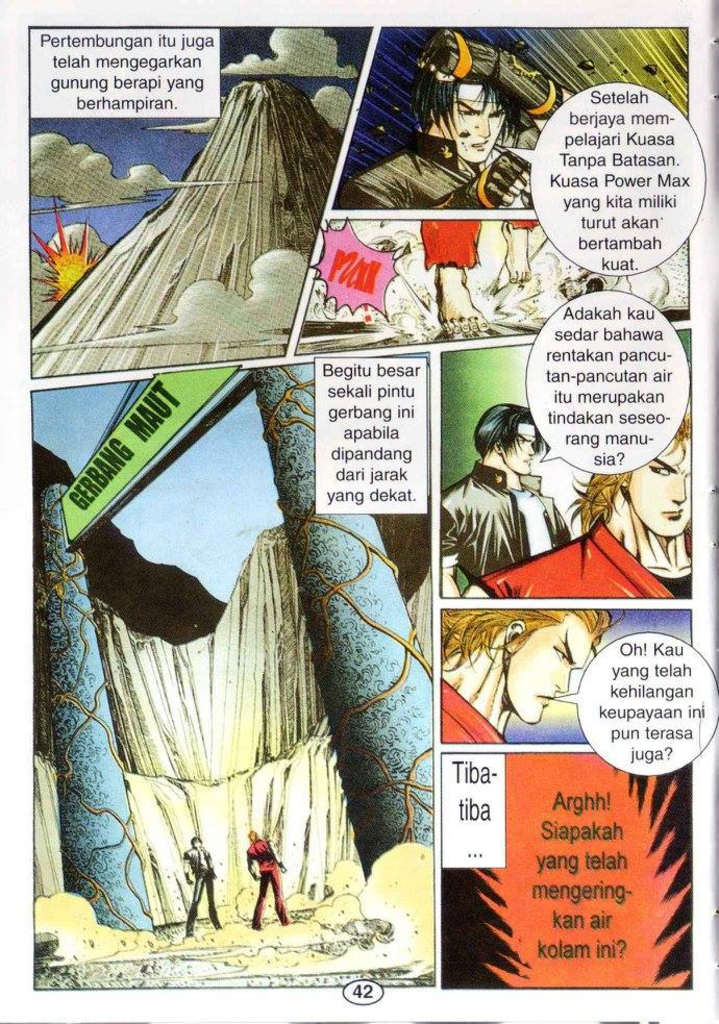 Pertembungan itu juga
telah mengegarkan
gunung berapi yang
berhampiran.
Setelah
berjaya mem-
pelajari Kuasa
Tanpa Batasan.
Kuasa Power Max
yang kita miliki
turut akan
bertambah
kuat.
Adakah kau
sedar bahawa
rentakan pancu-
tan-pancutan air
itu merupakan
tindakan seseo-
rang manu-
sia?
Begitu besar
sekali pintu
gerbang ini
apabila
dipandang
dari jarak
yang dekat.
GERBANG MAUT
Oh! Kau
yang telah
kehilangan
keupayaan ini
pun terasa
juga?
Tiba-
tiba
...
Arghh!
Siapakah
yang telah
mengering-
kan air
kolam ini?
42